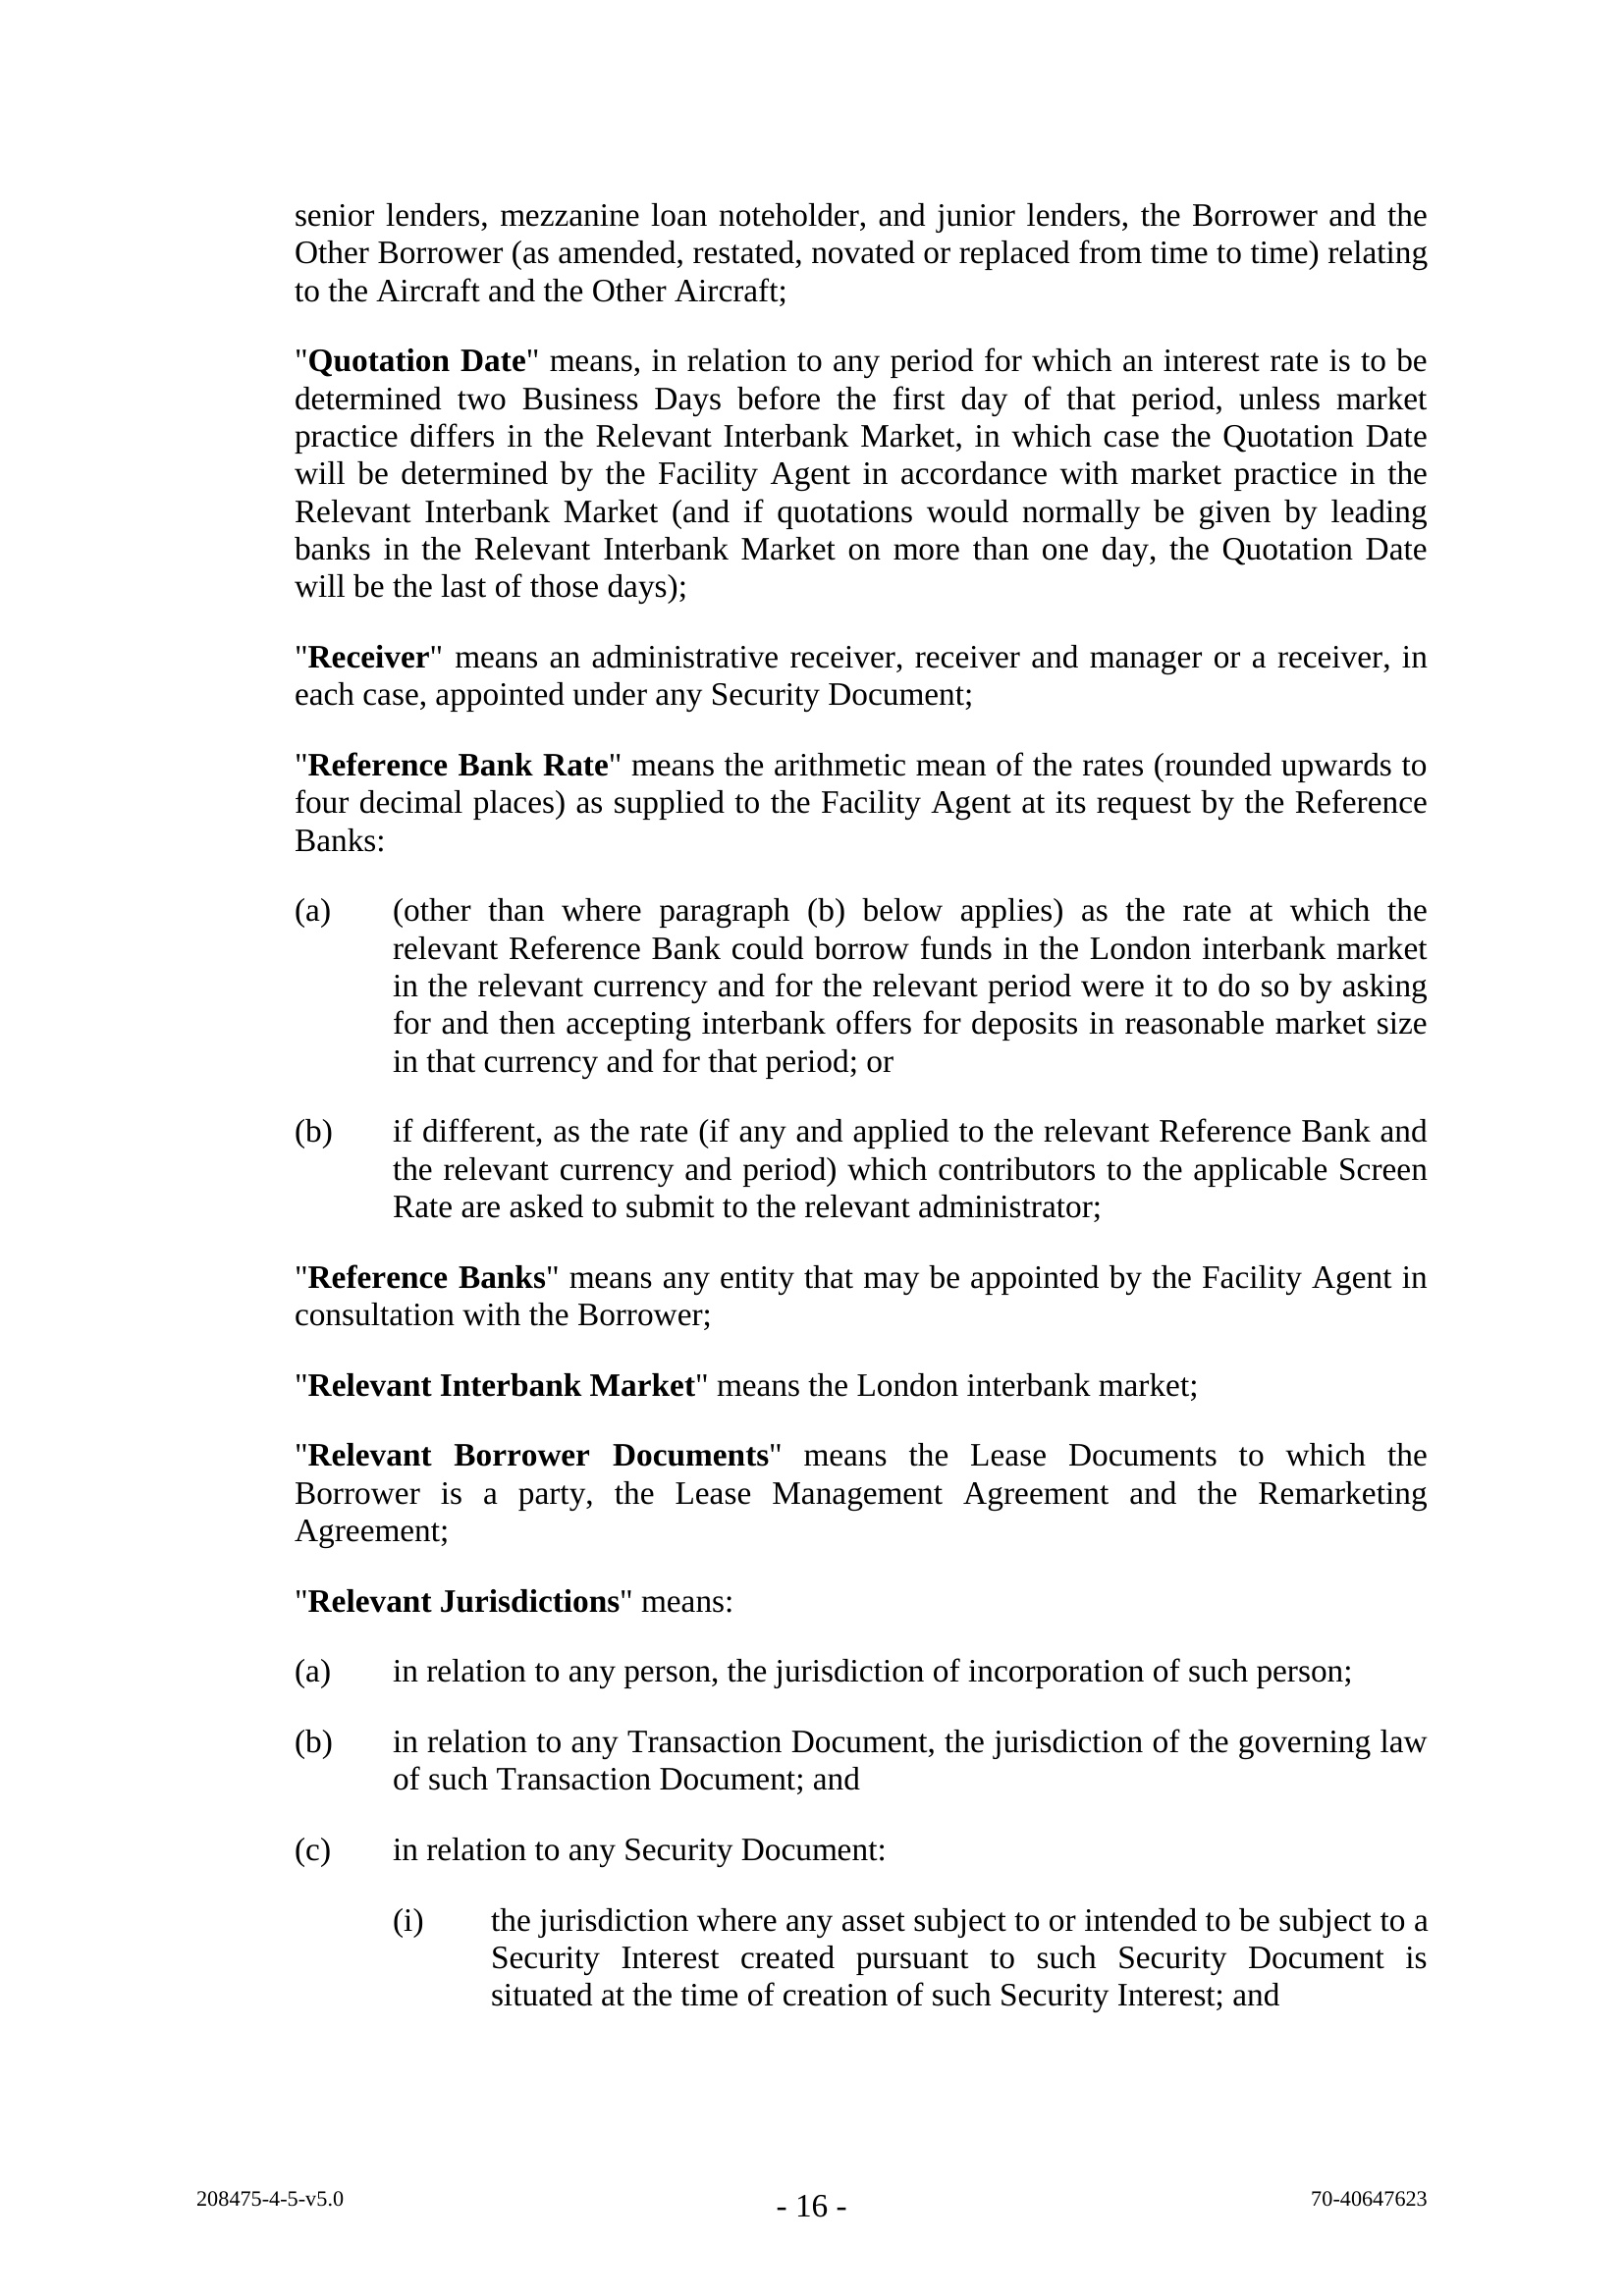 senior lenders, mezzanine loan noteholder, and junior lenders, the Borrower and the
Other Borrower (as amended, restated, novated or replaced from time to time) relating
to the Aircraft and the Other Aircraft;
"Quotation Date" means, in relation to any period for which an interest rate is to be
determined two Business Days before the first day of that period, unless market
practice differs in the Relevant Interbank Market, in which case the Quotation Date
will be determined by the Facility Agent in accordance with market practice in the
Relevant Interbank Market (and if quotations would normally be given by leading
banks in the Relevant Interbank Market on more than one day, the Quotation Date
will be the last of those days);
"Receiver" means an administrative receiver, receiver and manager or a receiver, in
each case, appointed under any Security Document;
"Reference Bank Rate" means the arithmetic mean of the rates (rounded upwards to
four decimal places) as supplied to the Facility Agent at its request by the Reference
Banks:
(a) (other than where paragraph (b) below applies) as the rate at which the
relevant Reference Bank could borrow funds in the London interbank market
in the relevant currency and for the relevant period were it to do so by asking
for and then accepting interbank offers for deposits in reasonable market size
in that currency and for that period; or
(b) if different, as the rate (if any and applied to the relevant Reference Bank and
the relevant currency and period) which contributors to the applicable Screen
Rate are asked to submit to the relevant administrator;
"Reference Banks" means any entity that may be appointed by the Facility Agent in
consultation with the Borrower;
"Relevant Interbank Market" means the London interbank market;
"Relevant Borrower Documents" means the Lease Documents to which the
Borrower is a party, the Lease Management Agreement and the Remarketing
Agreement;
"Relevant Jurisdictions" means:
(a) in relation to any person, the jurisdiction of incorporation of such person;
(b) in relation to any Transaction Document, the jurisdiction of the governing law
of such Transaction Document; and
(c) in relation to any Security Document:
(i) the jurisdiction where any asset subject to or intended to be subject to a
Security Interest created pursuant to such Security Document is
situated at the time of creation of such Security Interest; and
208475-4-5-v5.0 - 16 - 70-40647623